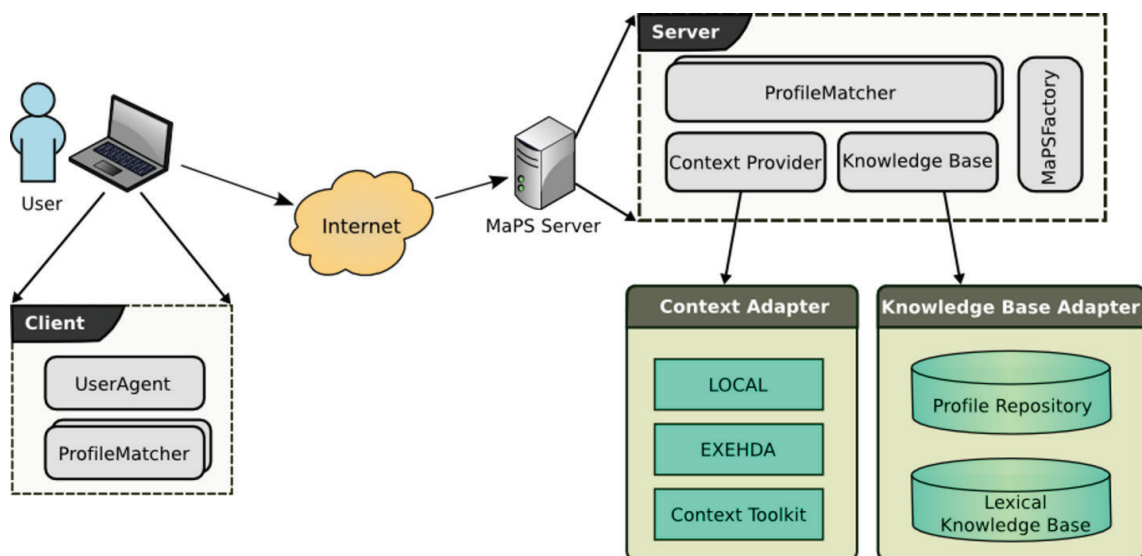 Server
ProfileMatcher
MaPSFactory
Context Provider
Knowledge Base
User
Internet
MaPS Server
Client
UserAgent
ProfileMatcher
Context Adapter
LOCAL
EXEHDA
Context Toolkit
Knowledge Base Adapter
Profile Repository
Lexical
Knowledge Base